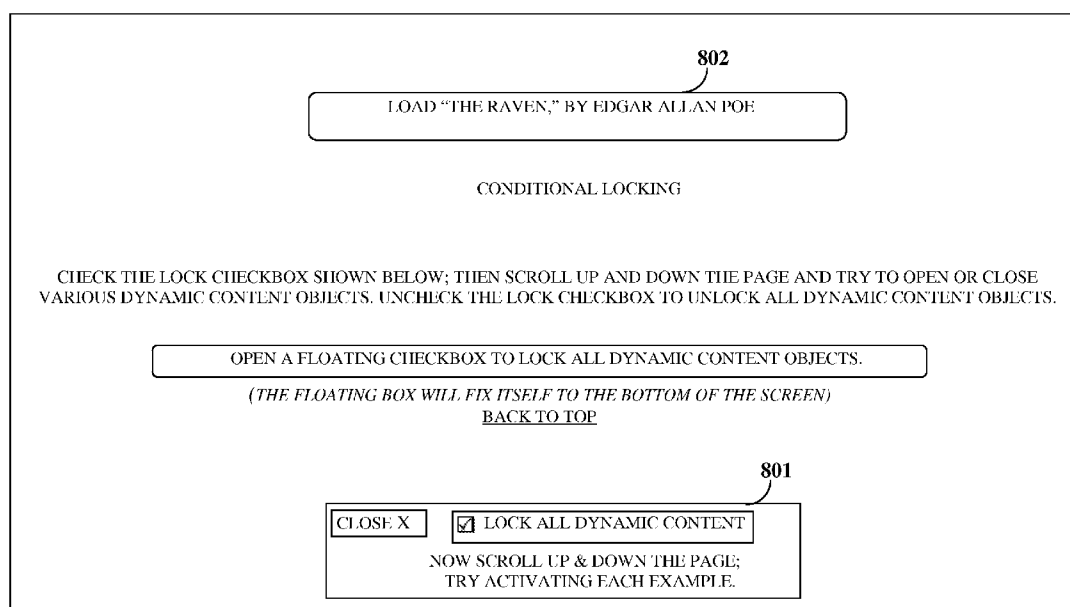 802
LOAD “THE RAVEN,” BY EDGAR ALLAN POE
CONDITIONAL LOCKING
CHECK THE LOCK CHECKBOX SHOWN BELOW; THEN SCROLL UP AND DOWN THE PAGE AND TRY TO OPEN OR CLOSE
VARIOUS DYNAMIC CONTENT OBJECTS. UNCHECK THE LOCK CHECKBOX TO UNLOCK ALL DYNAMIC CONTENT OBJECTS.
OPEN A FLOATING CHECKBOX TO LOCK ALL DYNAMIC CONTENT OBJECTS.
(THE FLOATING BOX WILL FIX ITSELF TO THE BOTTOM OF THE SCREEN)
BACK TO TOP
801
CLOSE X LOCK ALL DYNAMIC CONTENT
NOW SCROLL UP & DOWN THE PAGE;
TRY ACTIVATING EACH EXAMPLE.